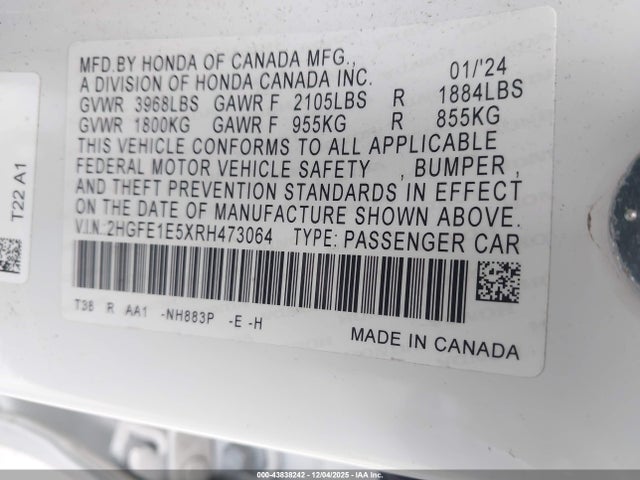 MFD.BY HONDA OF CANADA MFG.,
A DIVISION OF HONDA CANADA INC. 01/'24
GVWR 3968LBS GAWR F 2105LBS R 1884LBS
GVWR 1800KG GAWR F 955KG R 855KG
THIS VEHICLE CONFORMS TO ALL APPLICABLE
FEDERAL MOTOR VEHICLE SAFETY , BUMPER ,
AND THEFT PREVENTION STANDARDS IN EFFECT
ON THE DATE OF MANUFACTURE SHOWN ABOVE.
V.I.N.:2HGFE1E5XRH473064 TYPE: PASSENGER CAR
T38 R AA1 -NH883P -E -H
MADE IN CANADA
T22 A1
000-43838242 - 12/04/2025 - IAA Inc.